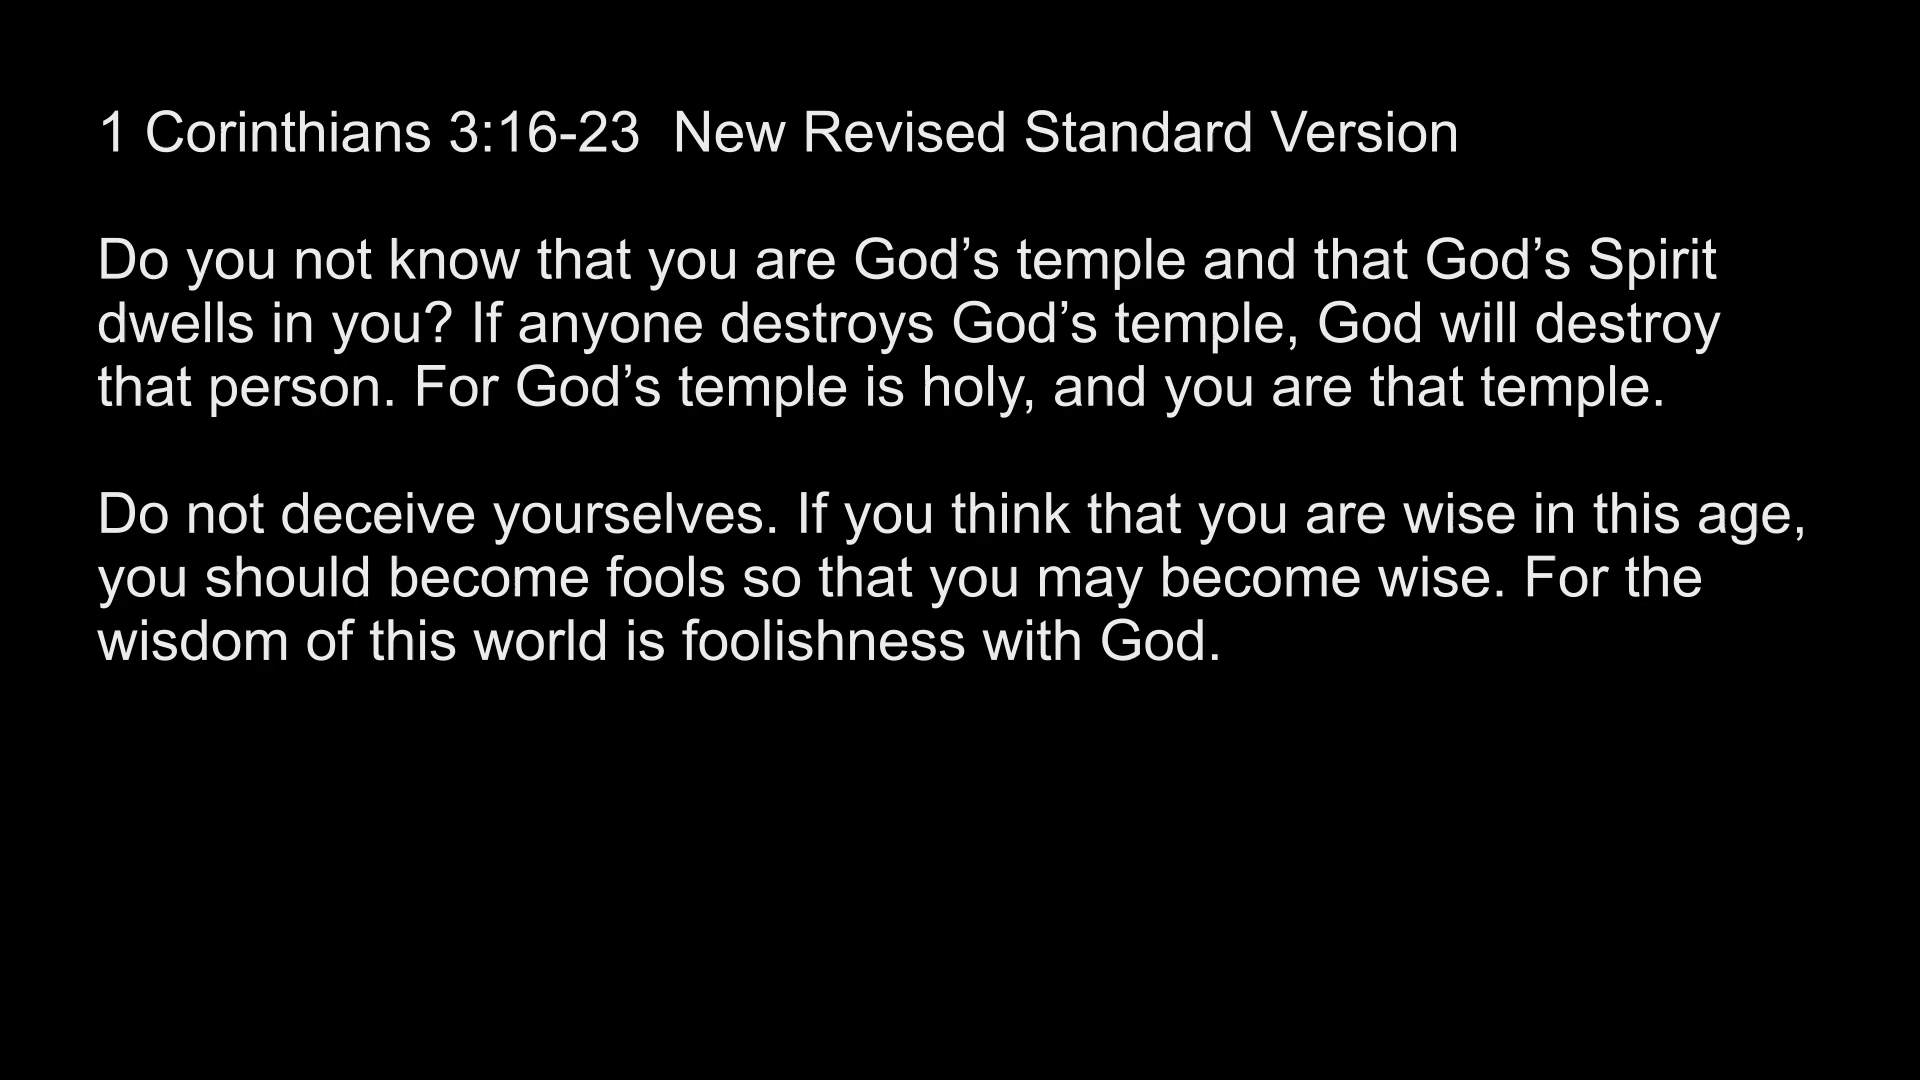 1 Corinthians 3:16-23  New Revised Standard Version
Do you not know that you are God’s temple and that God’s Spirit
dwells in you? If anyone destroys God’s temple, God will destroy
that person. For God’s temple is holy, and you are that temple.
Do not deceive yourselves. If you think that you are wise in this age,
you should become fools so that you may become wise. For the
wisdom of this world is foolishness with God.